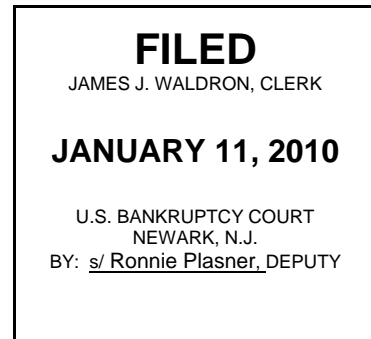 FILED
JAMES J. WALDRON, CLERK
JANUARY 11, 2010
U.S. BANKRUPTCY COURT
NEWARK, N.J.
BY: s/ Ronnie Plasner, DEPUTY